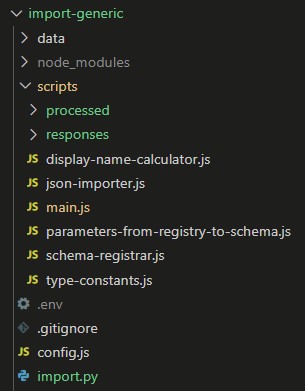 import-generic
data
node_modules
scripts
processed
responses
JS display-name-calculator.js
JS json-importer.js
JS main.js
JS parameters-from-registry-to-schema.js
JS schema-registrar.js
JS type-constants.js
.env
.gitignore
JS config.js
import.py